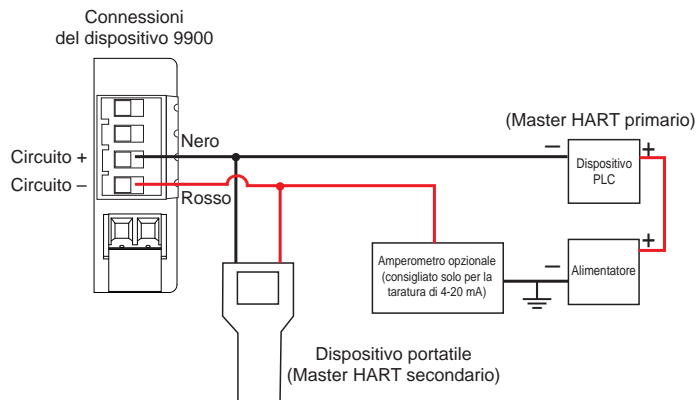 Connessioni
del dispositivo 9900
Nero
Circuito +
Circuito –
Rosso
(Master HART primario)
– +
Dispositivo
PLC
Amperometro opzionale
(consigliato solo per la
taratura di 4-20 mA)
– +
Alimentatore
Dispositivo portatile
(Master HART secondario)